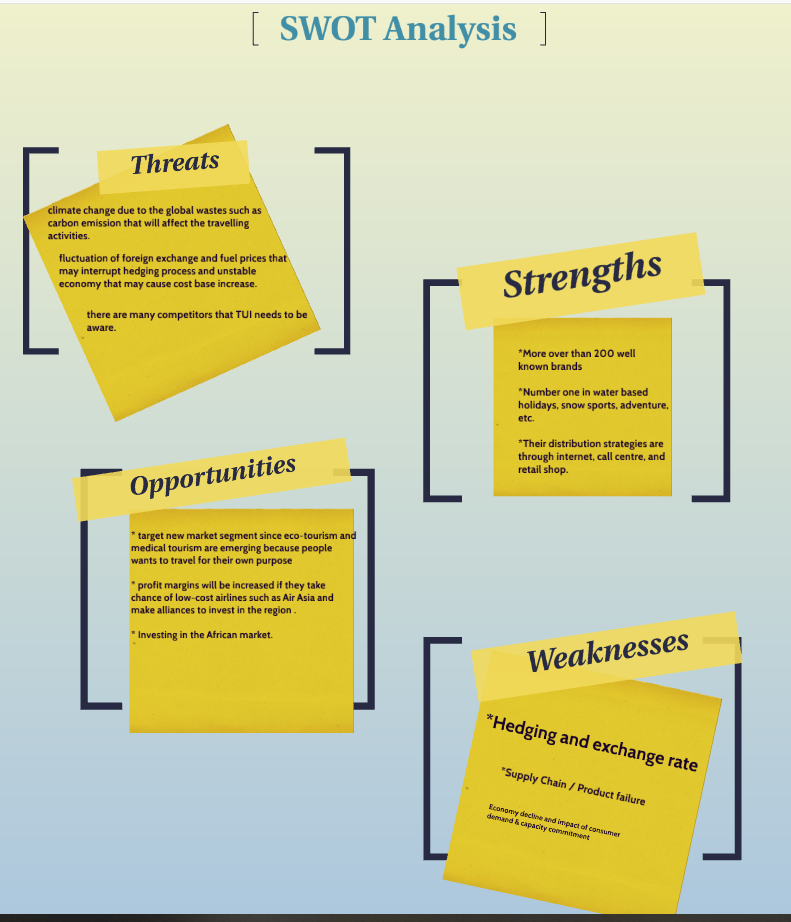 SWOT Analysis
Threats
climate change due to the global wastes such as
carbon emission that will affect the travelling
activities.
fluctuation of foreign exchange and fuel prices that
may interrupt hedging process and unstable
economy that may cause cost base increase.
there are many competitors that TUI needs to be
aware.
Strengths
*More over than 200 well
known brands
*Number one in water based
holidays, snow sports, adventure,
etc.
*Their distribution strategies are
through internet, call centre, and
retail shop.
Opportunities
* target new market segment since eco-tourism and
medical tourism are emerging because people
wants to travel for their own purpose
* profit margins will be increased if they take
chance of low-cost airlines such as Air Asia and
make alliances to invest in the region .
* Investing in the African market.
Weaknesses
*Hedging and exchange rate
*Supply Chain / Product failure
Economy decline and impact of consumer
demand & capacity commitment